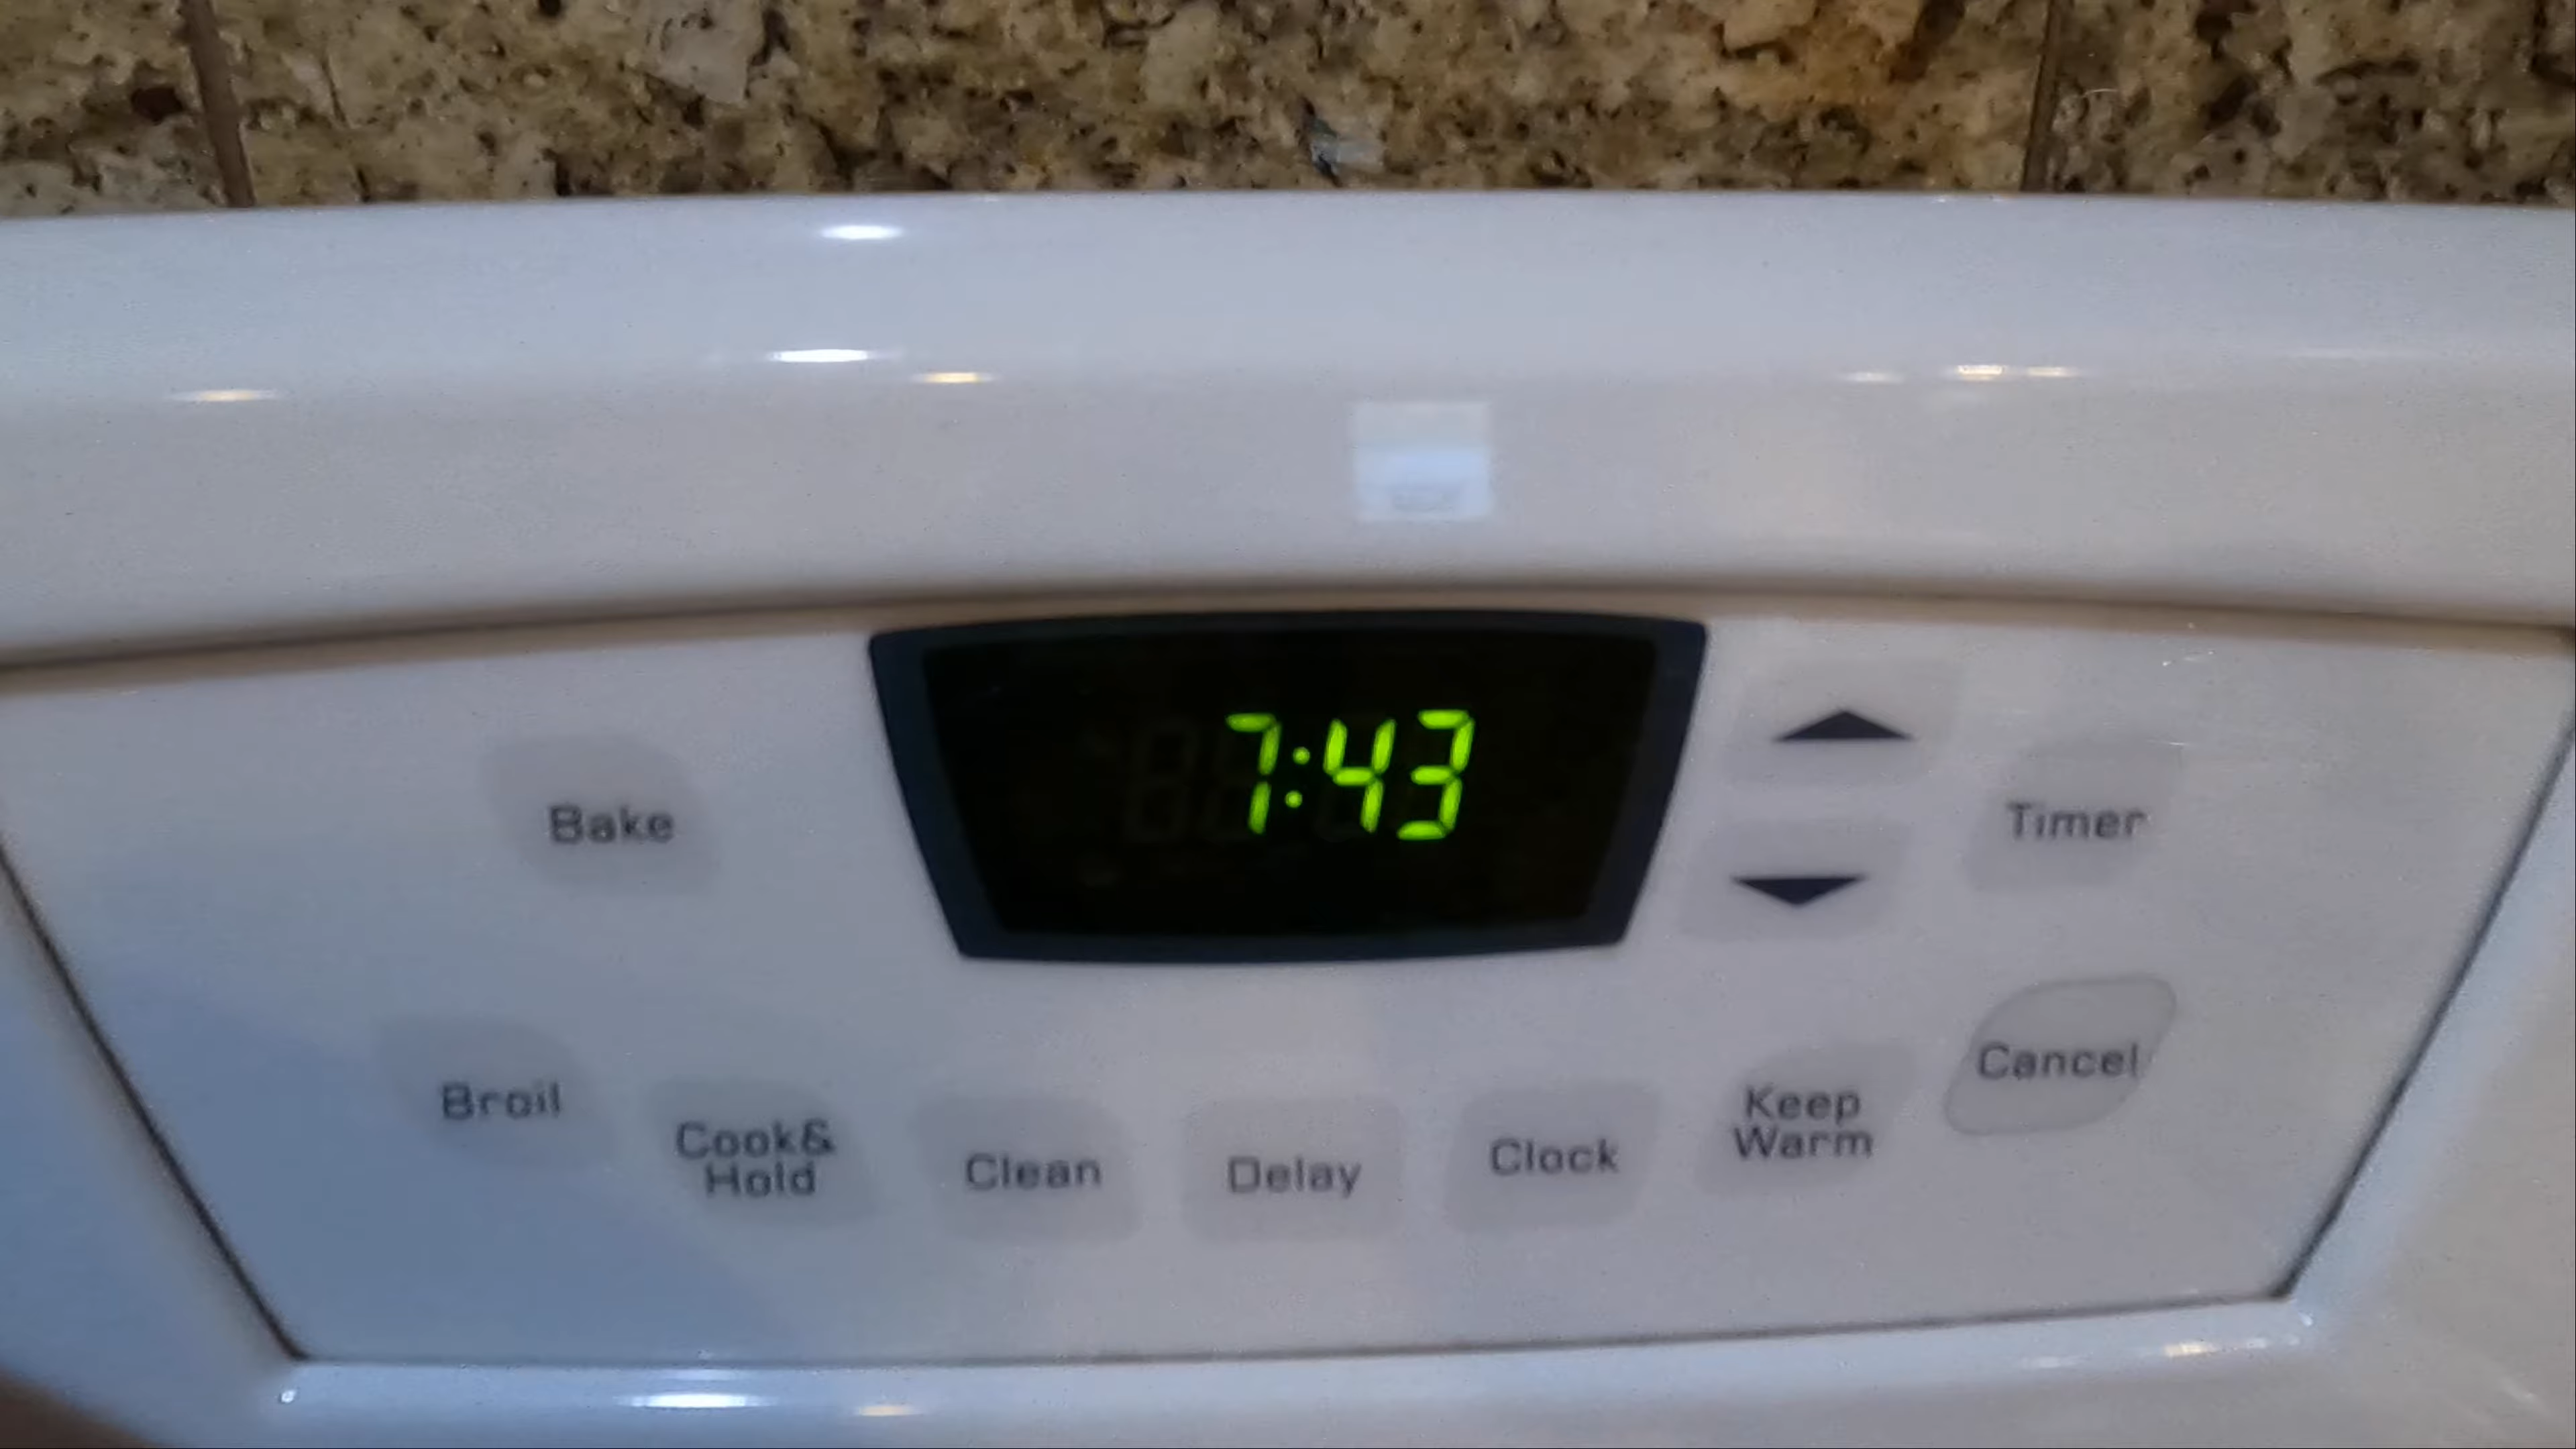 7:43
Bake
Timer
Broil
Cook&
Hold
Clean
Delay
Clock
Keep
Warm
Cancel